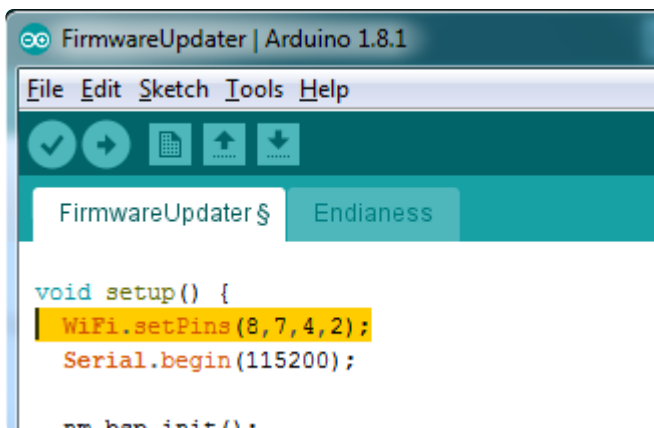 FirmwareUpdater | Arduino 1.8.1
File Edit Sketch Tools Help
FirmwareUpdater § Endianess
void setup() {
WiFi.setPins(8,7,4,2);
Serial.begin(115200);
nm_bsp_init();